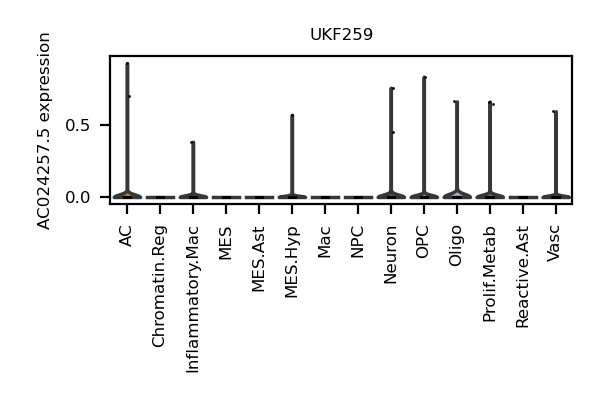 UKF259
AC024257.5 expression
0.5
0.0
AC
Chromatin.Reg
Inflammatory.Mac
MES
MES.Ast
MES.Hyp
Mac
NPC
Neuron
OPC
Oligo
Prolif.Metab
Reactive.Ast
Vasc